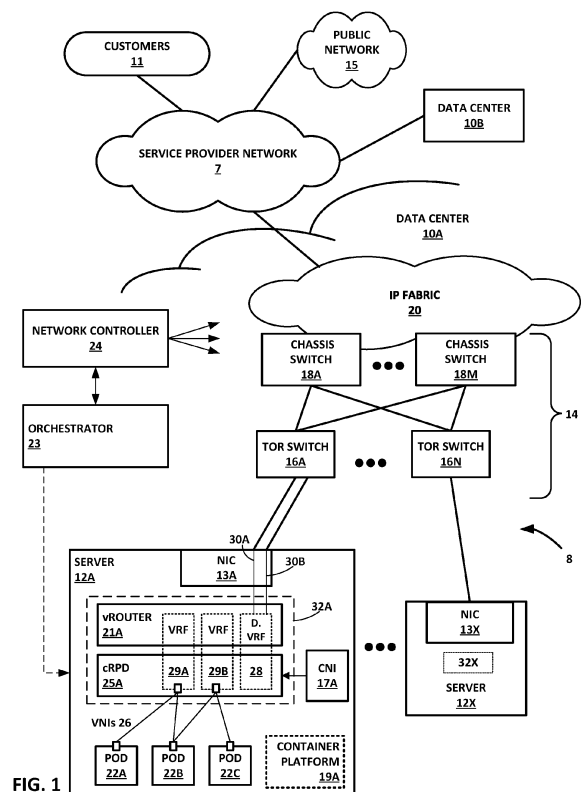 CUSTOMERS
11
PUBLIC
NETWORK
15
DATA CENTER
10B
SERVICE PROVIDER NETWORK
7
DATA CENTER
10A
IP FABRIC
20
NETWORK CONTROLLER
24
CHASSIS
SWITCH
18A
CHASSIS
SWITCH
18M
14
ORCHESTRATOR
23
TOR SWITCH
16A
TOR SWITCH
16N
8
30A
30B
SERVER
12A
NIC
13A
32A
vROUTER
21A
VRF
VRF
D.
VRF
cRPD
25A
29A
29B
28
CNI
17A
NIC
13X
32X
SERVER
12X
VNIs 26
POD
22A
POD
22B
POD
22C
CONTAINER
PLATFORM
19A
FIG. 1